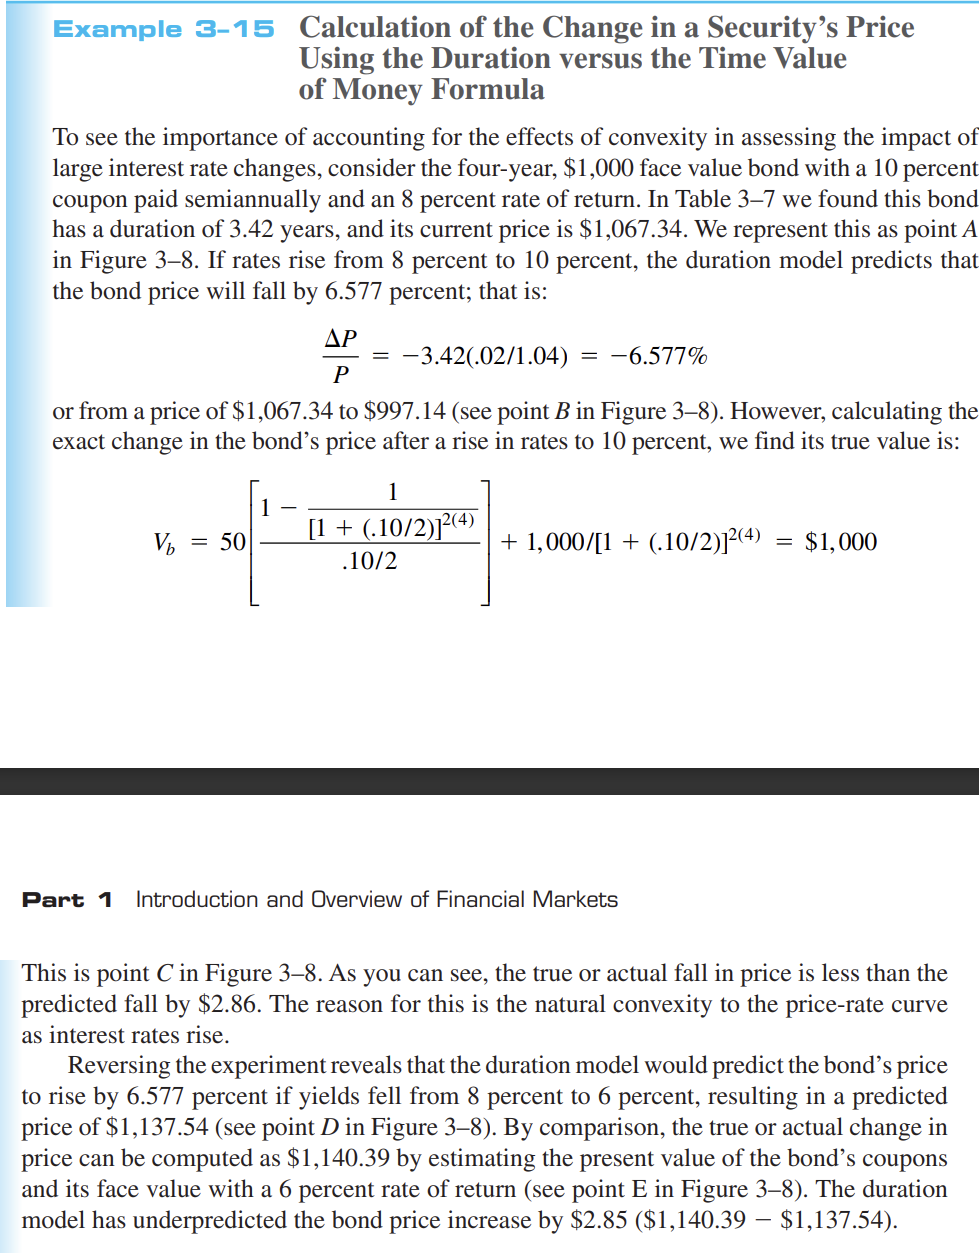 Example 3–15 Calculation of the Change in a Security’s Price
Using the Duration versus the Time Value
of Money Formula
To see the importance of accounting for the effects of convexity in assessing the impact of
large interest rate changes, consider the four-year, $1,000 face value bond with a 10 percent
coupon paid semiannually and an 8 percent rate of return. In Table 3–7 we found this bond
has a duration of 3.42 years, and its current price is $1,067.34. We represent this as point A
in Figure 3–8. If rates rise from 8 percent to 10 percent, the duration model predicts that
the bond price will fall by 6.577 percent; that is:
ΔP/P = −3.42(.02/1.04) = −6.577%
or from a price of $1,067.34 to $997.14 (see point B in Figure 3–8). However, calculating the
exact change in the bond’s price after a rise in rates to 10 percent, we find its true value is:
V_b = 50[(1 − 1/[1 + (.10/2)]^2(4))/(.10/2)] + 1,000/[1 + (.10/2)]^2(4) = $1,000
Part 1 Introduction and Overview of Financial Markets
This is point C in Figure 3–8. As you can see, the true or actual fall in price is less than the
predicted fall by $2.86. The reason for this is the natural convexity to the price-rate curve
as interest rates rise.
Reversing the experiment reveals that the duration model would predict the bond’s price
to rise by 6.577 percent if yields fell from 8 percent to 6 percent, resulting in a predicted
price of $1,137.54 (see point D in Figure 3–8). By comparison, the true or actual change in
price can be computed as $1,140.39 by estimating the present value of the bond’s coupons
and its face value with a 6 percent rate of return (see point E in Figure 3–8). The duration
model has underpredicted the bond price increase by $2.85 ($1,140.39 − $1,137.54).